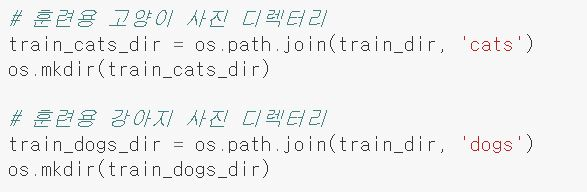 # 훈련용 고양이 사진 디렉터리
train_cats_dir = os.path.join(train_dir, 'cats')
os.mkdir(train_cats_dir)
# 훈련용 강아지 사진 디렉터리
train_dogs_dir = os.path.join(train_dir, 'dogs')
os.mkdir(train_dogs_dir)